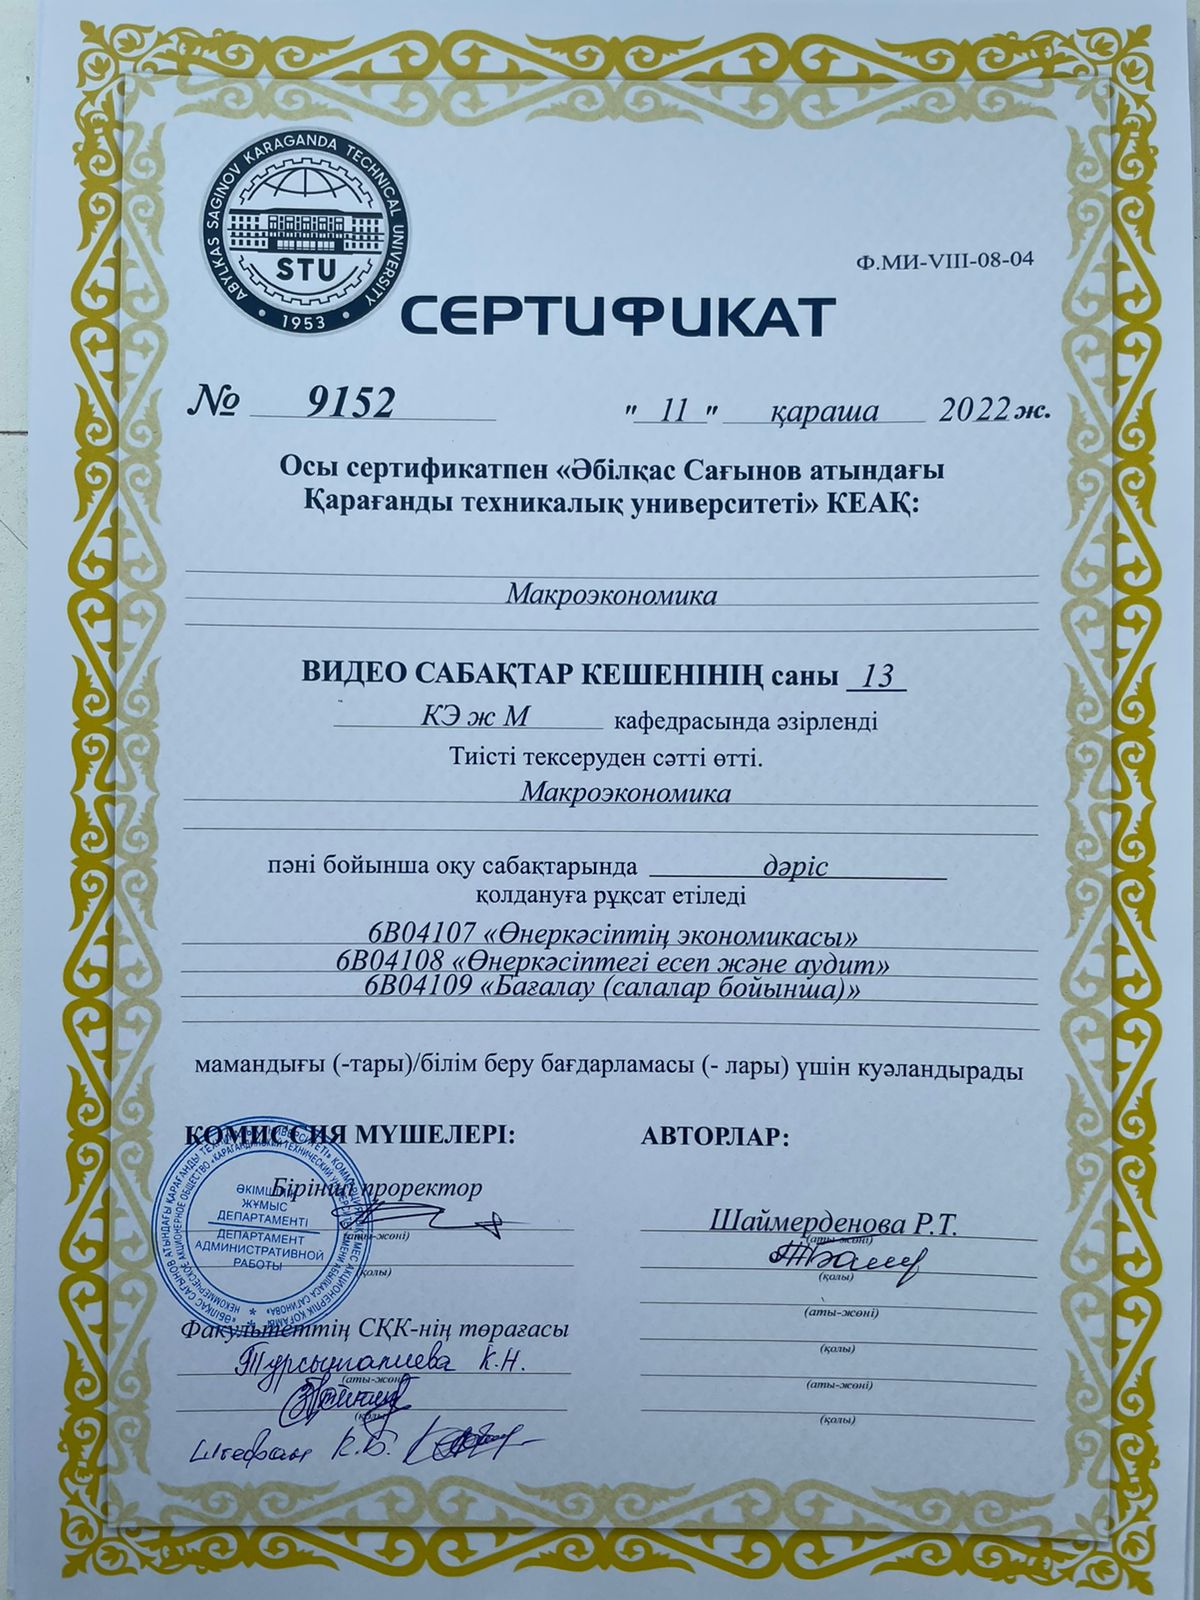 ABYLKAS SAGINOV KARAGANDA TECHNICAL UNIVERSITY
STU
• 1953 •
Ф.МИ-VIII-08-04
СЕРТИФИКАТ
№ 9152 " 11 " қараша 2022 ж.
Осы сертификатпен «Әбілқас Сағынов атындағы
Қарағанды техникалық университеті» КЕАҚ:
Макроэкономика
ВИДЕО САБАҚТАР КЕШЕНІНІҢ саны 13
КЭ ж М кафедрасында әзірленді
Тиісті тексеруден сәтті өтті.
Макроэкономика
пәні бойынша оқу сабақтарында дәріс
қолдануға рұқсат етіледі
6В04107 «Өнеркәсіптің экономикасы»
6В04108 «Өнеркәсіптегі есеп және аудит»
6В04109 «Бағалау (салалар бойынша)»
мамандығы (-тары)/білім беру бағдарламасы (- лары) үшін куәландырады
КОМИССИЯ МҮШЕЛЕРІ: АВТОРЛАР:
Бірінші проректор
ӘКІМШІЛІК
ЖҰМЫС
ДЕПАРТАМЕНТІ
ДЕПАРТАМЕНТ
АДМИНИСТРАТИВНОЙ
РАБОТЫ
(аты-жөні)
(қолы)
Шаймерденова Р.Т.
(аты-жөні)
(қолы)
(аты-жөні)
(қолы)
(аты-жөні)
(қолы)
Факультеттің СҚК-нің төрағасы
Турсынгалиева К.Н.
(аты-жөні)
(қолы)
Штефан К.Б.